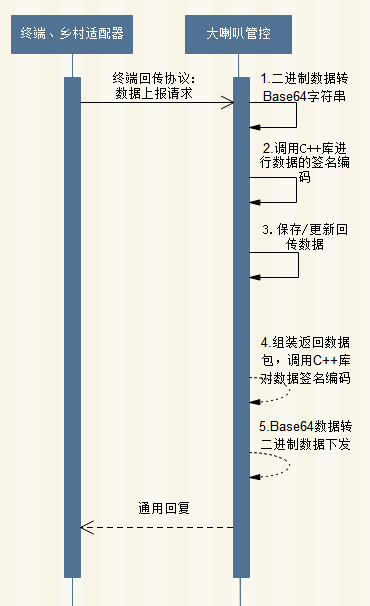 终端、乡村适配器
大喇叭管控
终端回传协议:
数据上报请求
1.二进制数据转
Base64字符串
2.调用C++库进
行数据的签名编
码
3.保存/更新回
传数据
4.组装返回数据
包，调用C++库
对数据签名编码
5.Base64数据转
二进制数据下发
通用回复